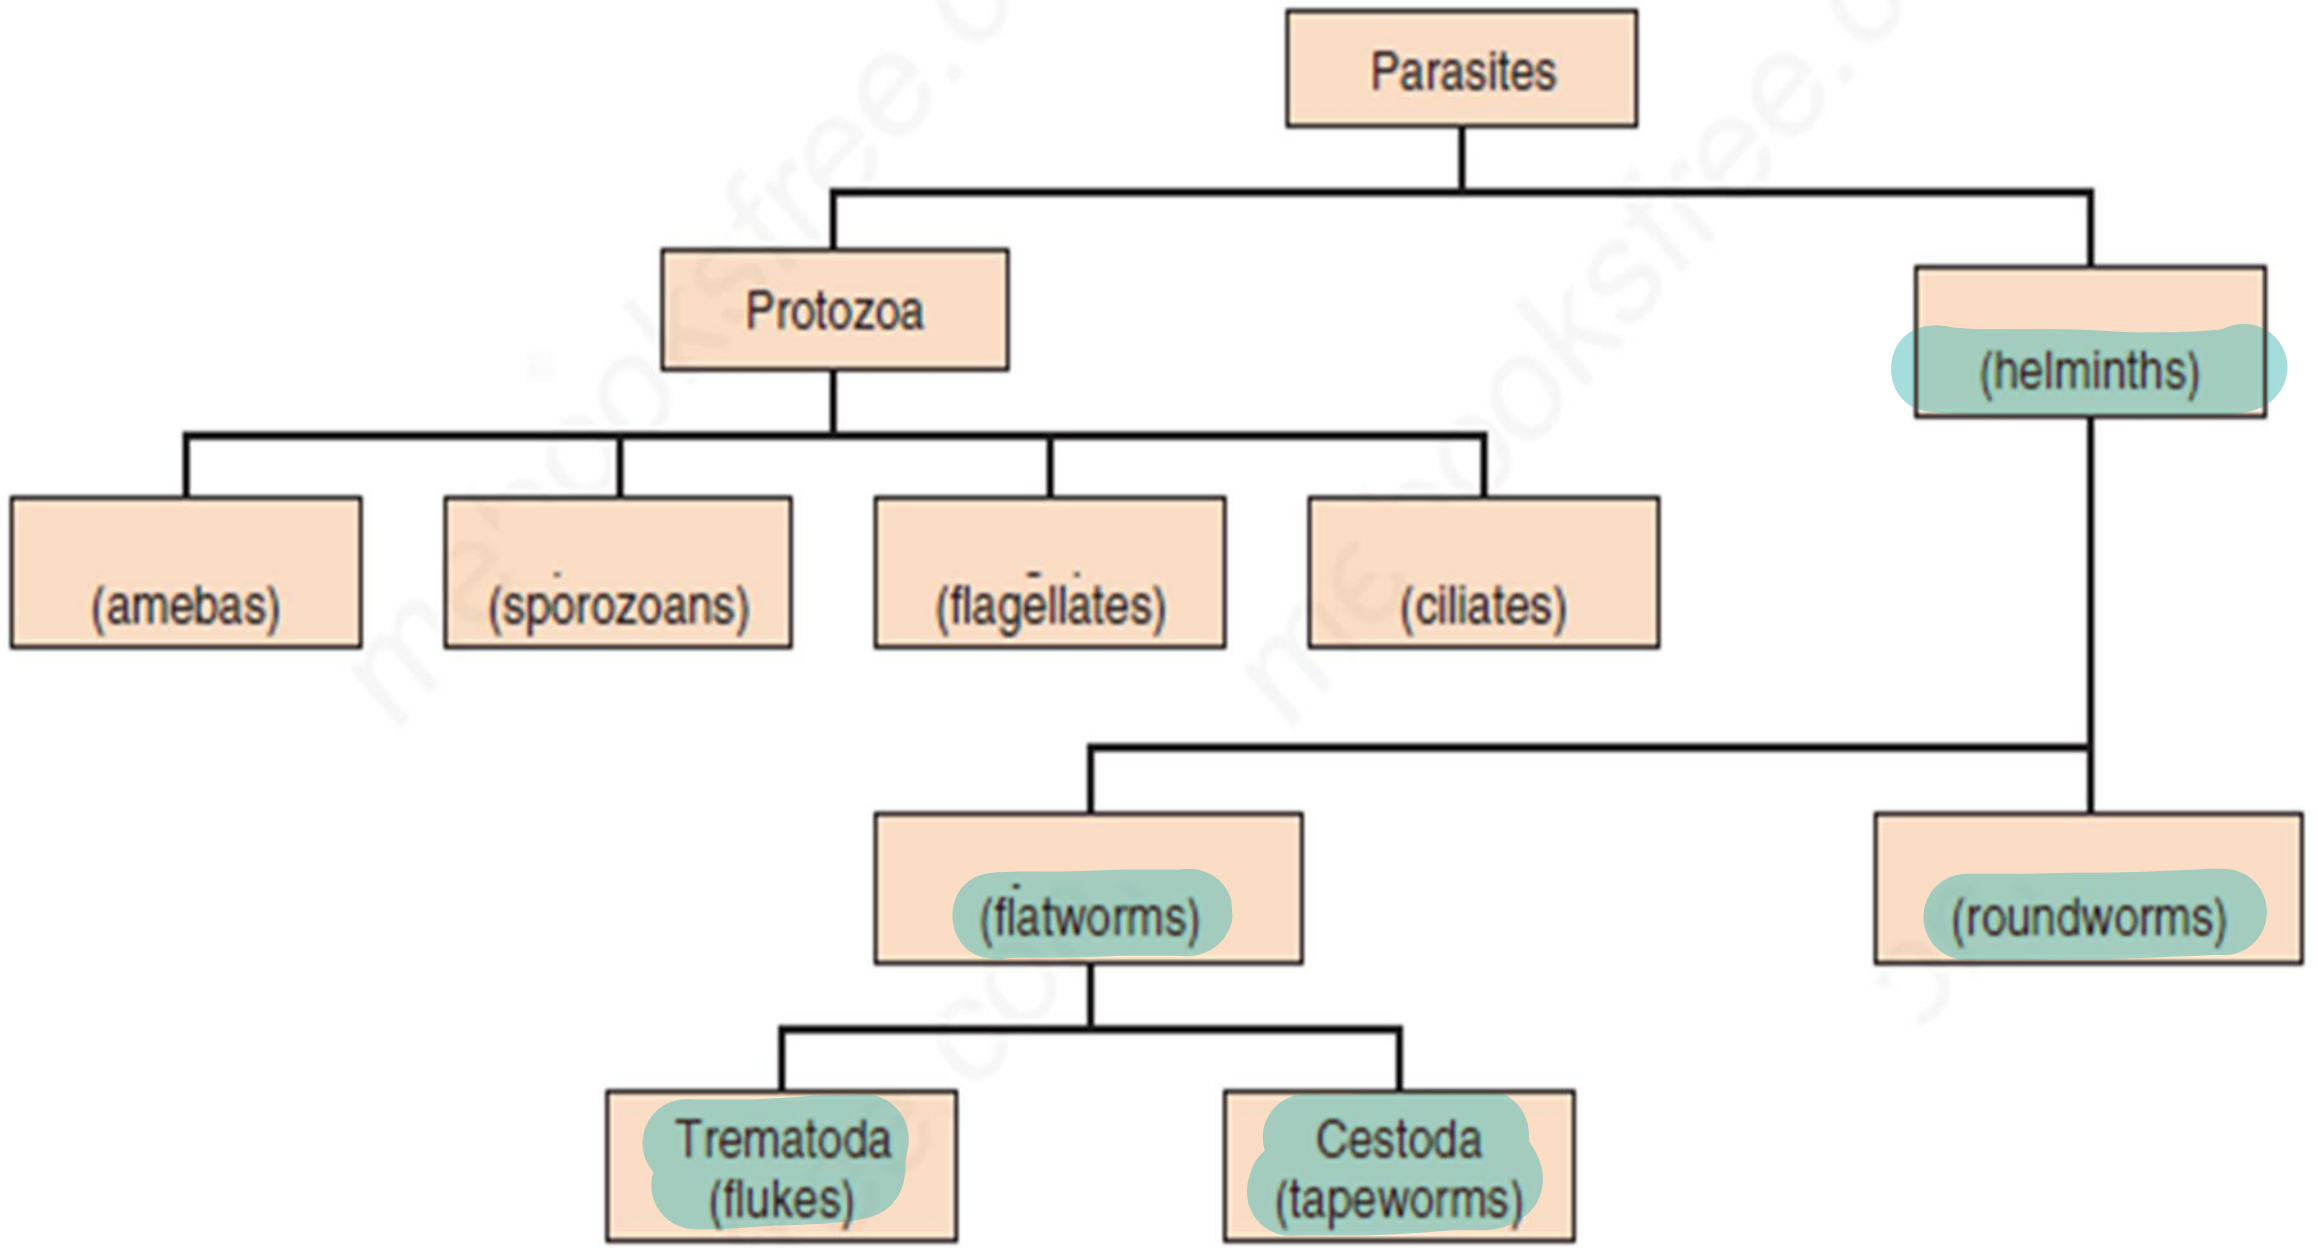 Parasites
Protozoa
(helminths)
(amebas)
(sporozoans)
(flagellates)
(ciliates)
(flatworms)
(roundworms)
Trematoda
(flukes)
Cestoda
(tapeworms)